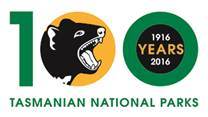 100
1916
YEARS
2016
TASMANIAN NATIONAL PARKS